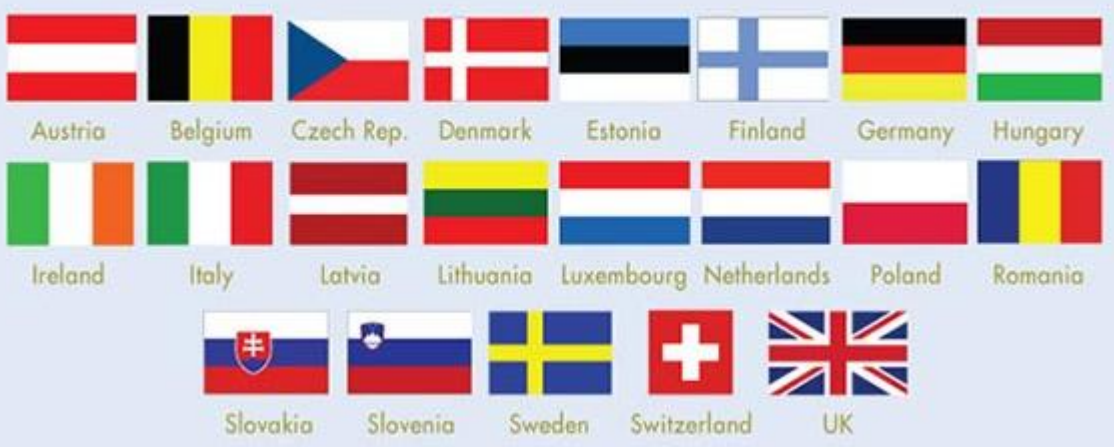 Austria Belgium Czech Rep. Denmark Estonia Finland Germany Hungary
Ireland Italy Latvia Lithuania Luxembourg Netherlands Poland Romania
Slovakia Slovenia Sweden Switzerland UK